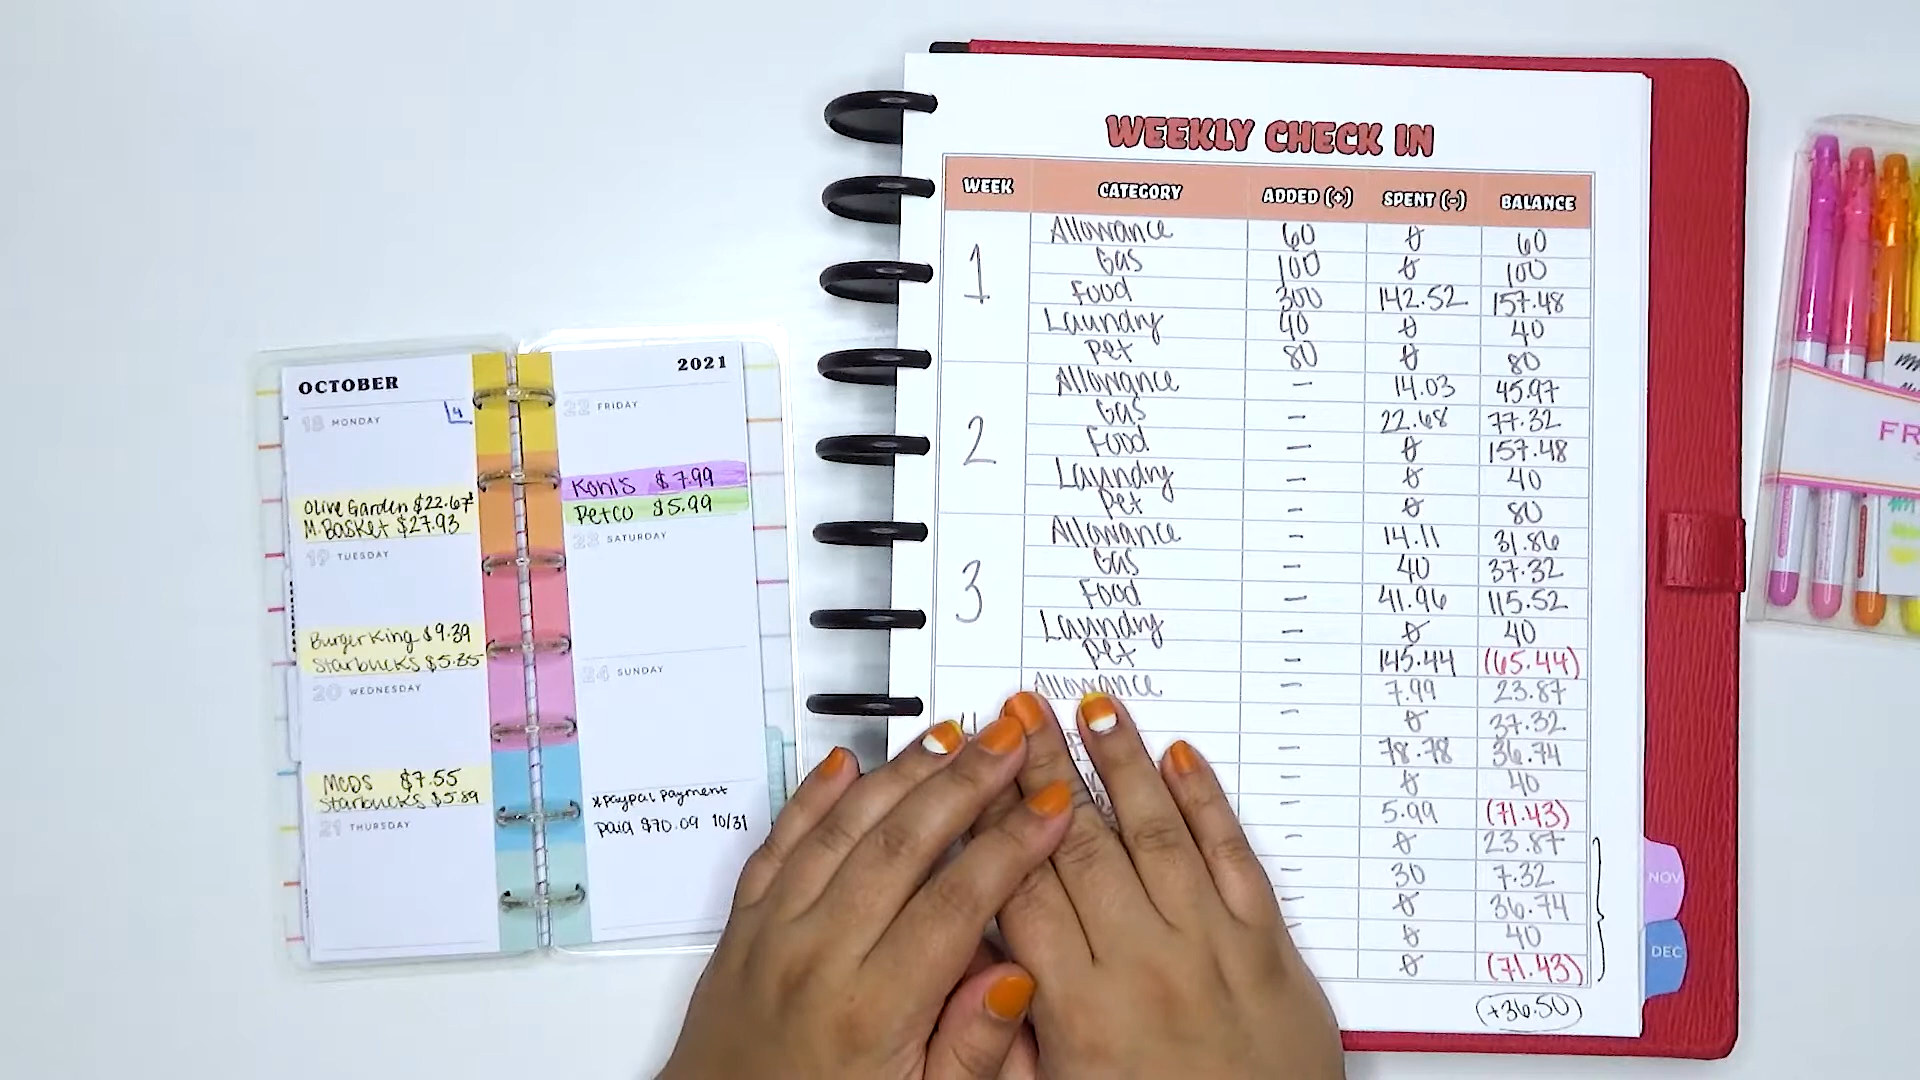 OCTOBER
18 MONDAY
4
Olive Garden $22.67
M. Basket $27.93
19 TUESDAY
Burger King $9.39
Starbucks $5.35
20 WEDNESDAY
MCDS $7.55
Starbucks $5.89
21 THURSDAY
2021
22 FRIDAY
Kohl's $7.99
Petco $5.99
23 SATURDAY
24 SUNDAY
*Paypal Payment
Paid $70.09 10/31
WEEKLY CHECK IN
WEEK CATEGORY ADDED (+) SPENT (-) BALANCE
1
Allowance 60 0 60
Gas 100 0 100
Food 300 142.52 157.48
Laundry 40 0 40
Pet 80 0 80
2
Allowance - 14.03 45.97
Gas - 22.68 77.32
Food - 0 157.48
Laundry - 0 40
Pet - 0 80
3
Allowance - 14.11 31.86
Gas - 40 37.32
Food - 41.96 115.52
Laundry - 0 40
Pet - 145.44 (65.44)
Allowance - 7.99 23.87
- 0 37.32
- 78.78 36.74
- 0 40
5.99 (71.43)
- 0 23.87
- 30 7.32
- 0 36.74
- 0 40
- 0 (71.43)
+36.50
NOV
DEC
FR